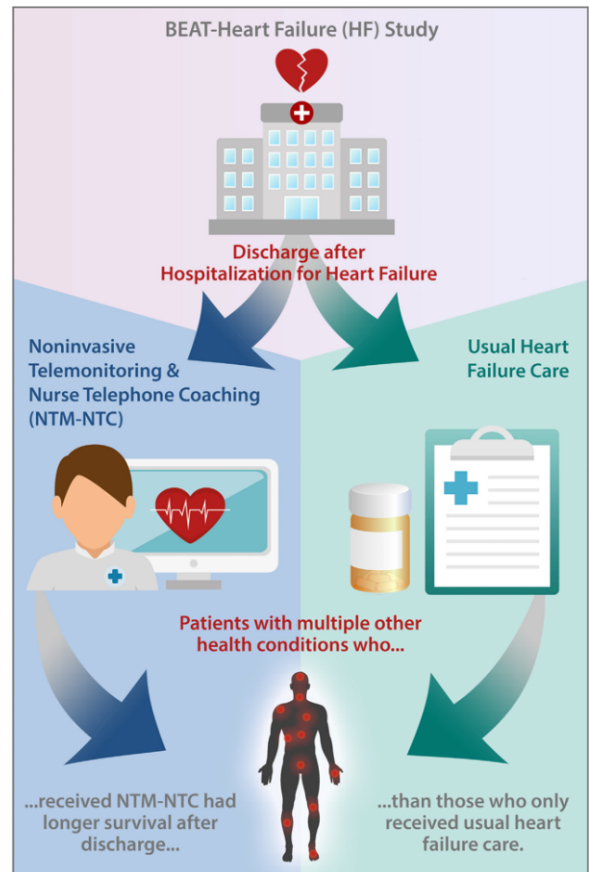 BEAT-Heart Failure (HF) Study
Discharge after
Hospitalization for Heart Failure
Noninvasive
Telemonitoring &
Nurse Telephone Coaching
(NTM-NTC)
Usual Heart
Failure Care
Patients with multiple other
health conditions who...
...received NTM-NTC had
longer survival after
discharge...
...than those who only
received usual heart
failure care.